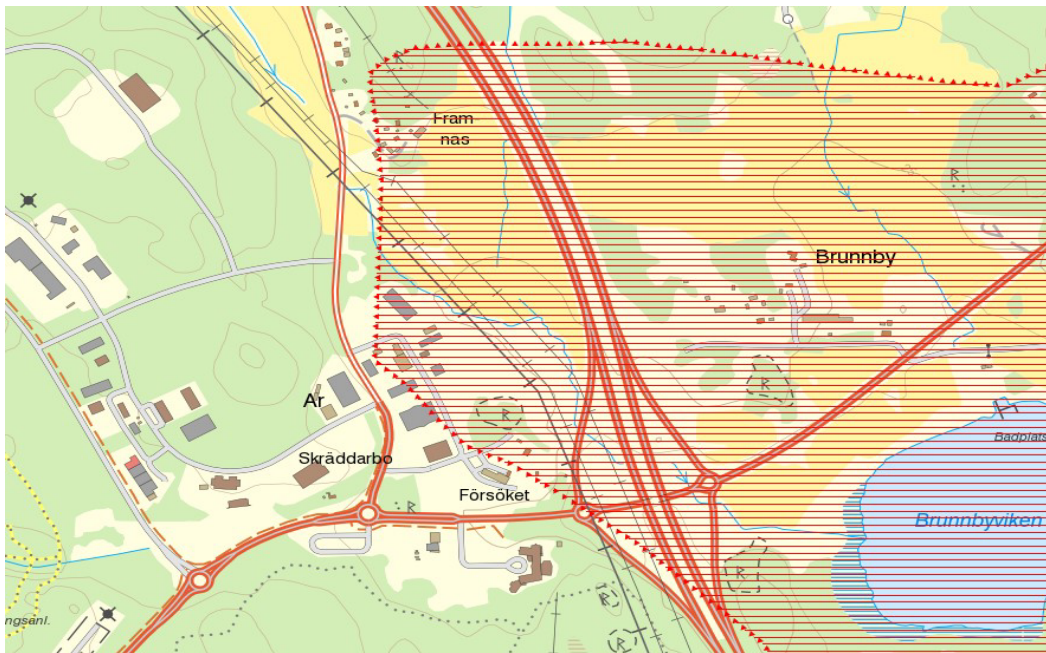 Fram-
nas
Brunnby
Ar
Skräddarbo
Försöket
Badplats
Brunnbyviken
ngsanl.
R
R
R
R
R
R
R
R